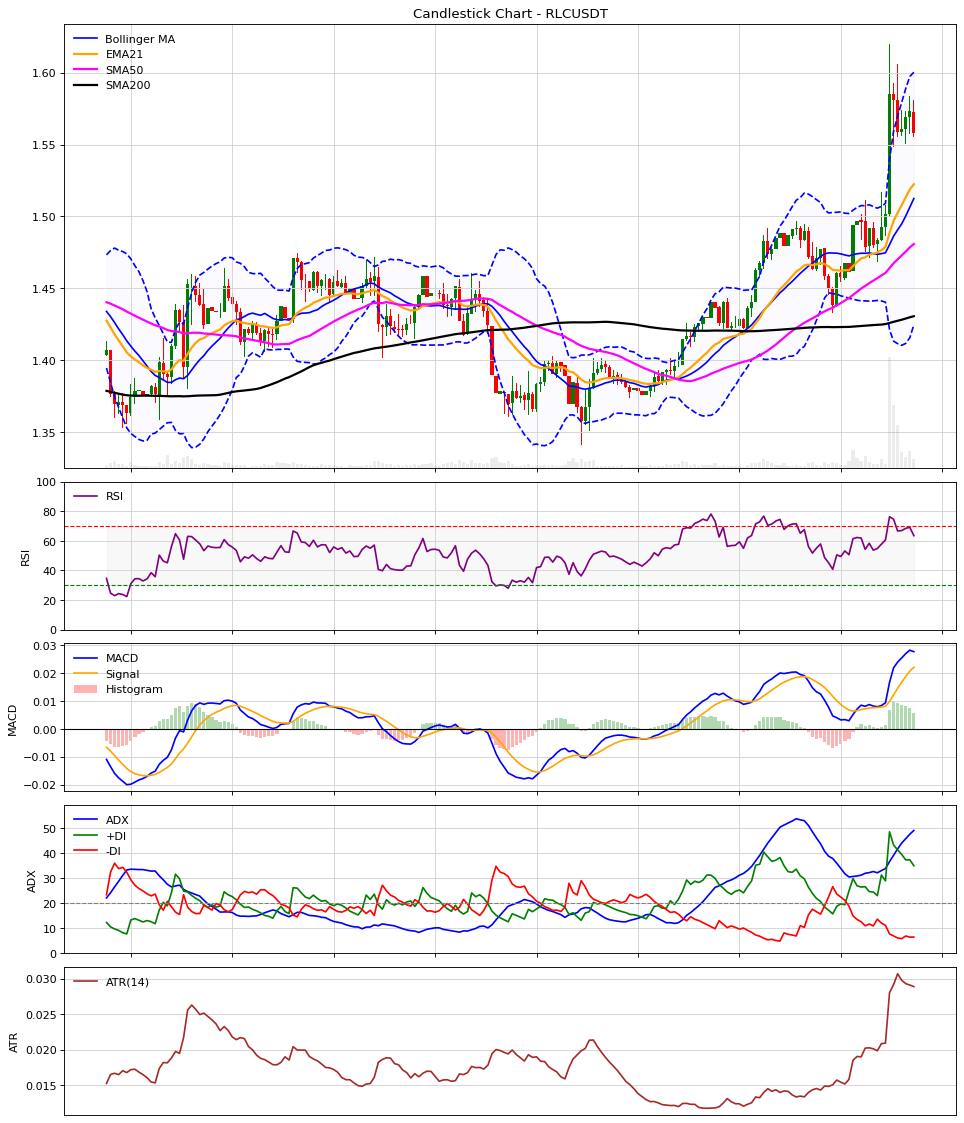 Candlestick Chart - RLCUSDT
Bollinger MA
EMA21
SMA50
SMA200
1.60
1.55
1.50
1.45
1.40
1.35
RSI
100
80
60
40
20
0
RSI
MACD
Signal
Histogram
0.03
0.02
0.01
0.00
−0.01
−0.02
MACD
ADX
+DI
-DI
50
40
30
20
10
0
ADX
ATR(14)
0.030
0.025
0.020
0.015
ATR